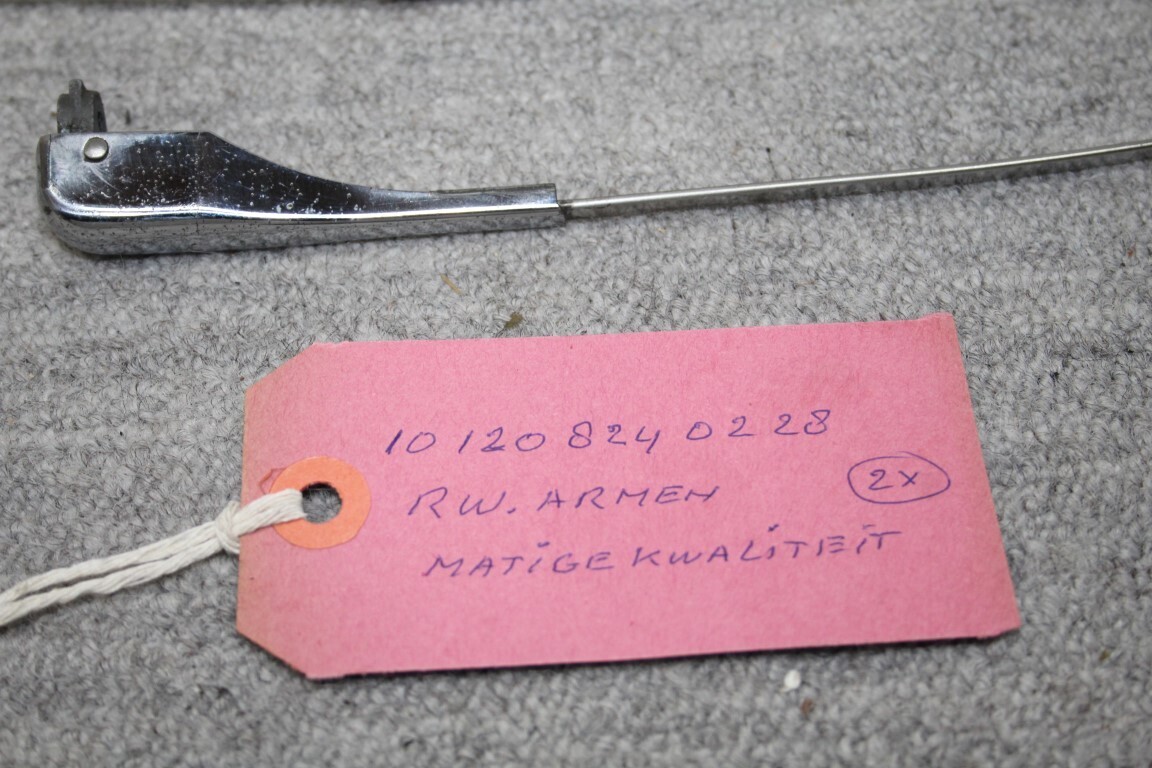 10 120 824 02 28
RW. ARMEN 2x
MATIGE KWALITEIT